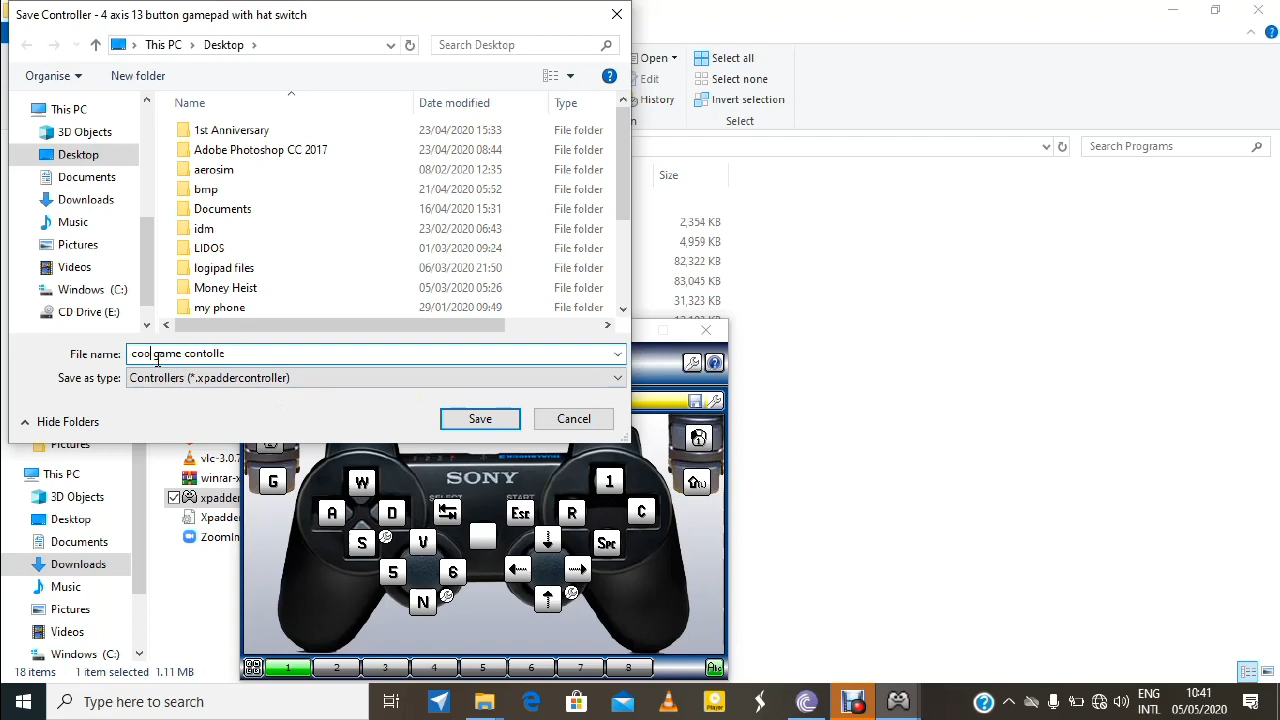 Save Controller - 4 axis 13 button gamepad with hat switch
This PC
Desktop
Search Desktop
Organise
New folder
This PC
3D Objects
Desktop
Documents
Downloads
Music
Pictures
Videos
Windows (C:)
CD Drive (E:)
Name
Date modified
Type
1st Anniversary 23/04/2020 15:33 File folder
Adobe Photoshop CC 2017 23/04/2020 08:44 File folder
aerosim 08/02/2020 12:35 File folder
bmp 21/04/2020 05:52 File folder
Documents 16/04/2020 15:31 File folder
idm 23/02/2020 06:43 File folder
LIDOS 01/03/2020 09:24 File folder
logipad files 06/03/2020 21:50 File folder
Money Heist 05/03/2020 05:26 File folder
my phone 29/01/2020 09:49 File folder
File name: coolgame contolle
Save as type: Controllers (*.xpaddercontroller)
Hide Folders
Save
Cancel
Open
Edit
History
Select all
Select none
Invert selection
Select
Search Programs
Size
2,354 KB
4,959 KB
82,322 KB
83,045 KB
31,323 KB
Pictures
This PC
3D Objects
Desktop
Documents
Downloads
Music
Pictures
Videos
Windows (C:)
vlc-3.0.7
winrar-x
xpadder
Xpadder
ZoomIn
SONY
SELECT
START
G
W
A
D
S
V
5
6
N
Esc
R
1
C
Spc
1 2 3 4 5 6 7 8
18 items
1 item selected 1.11 MB
Type here to search
Player
ENG
INTL
10:41
05/05/2020